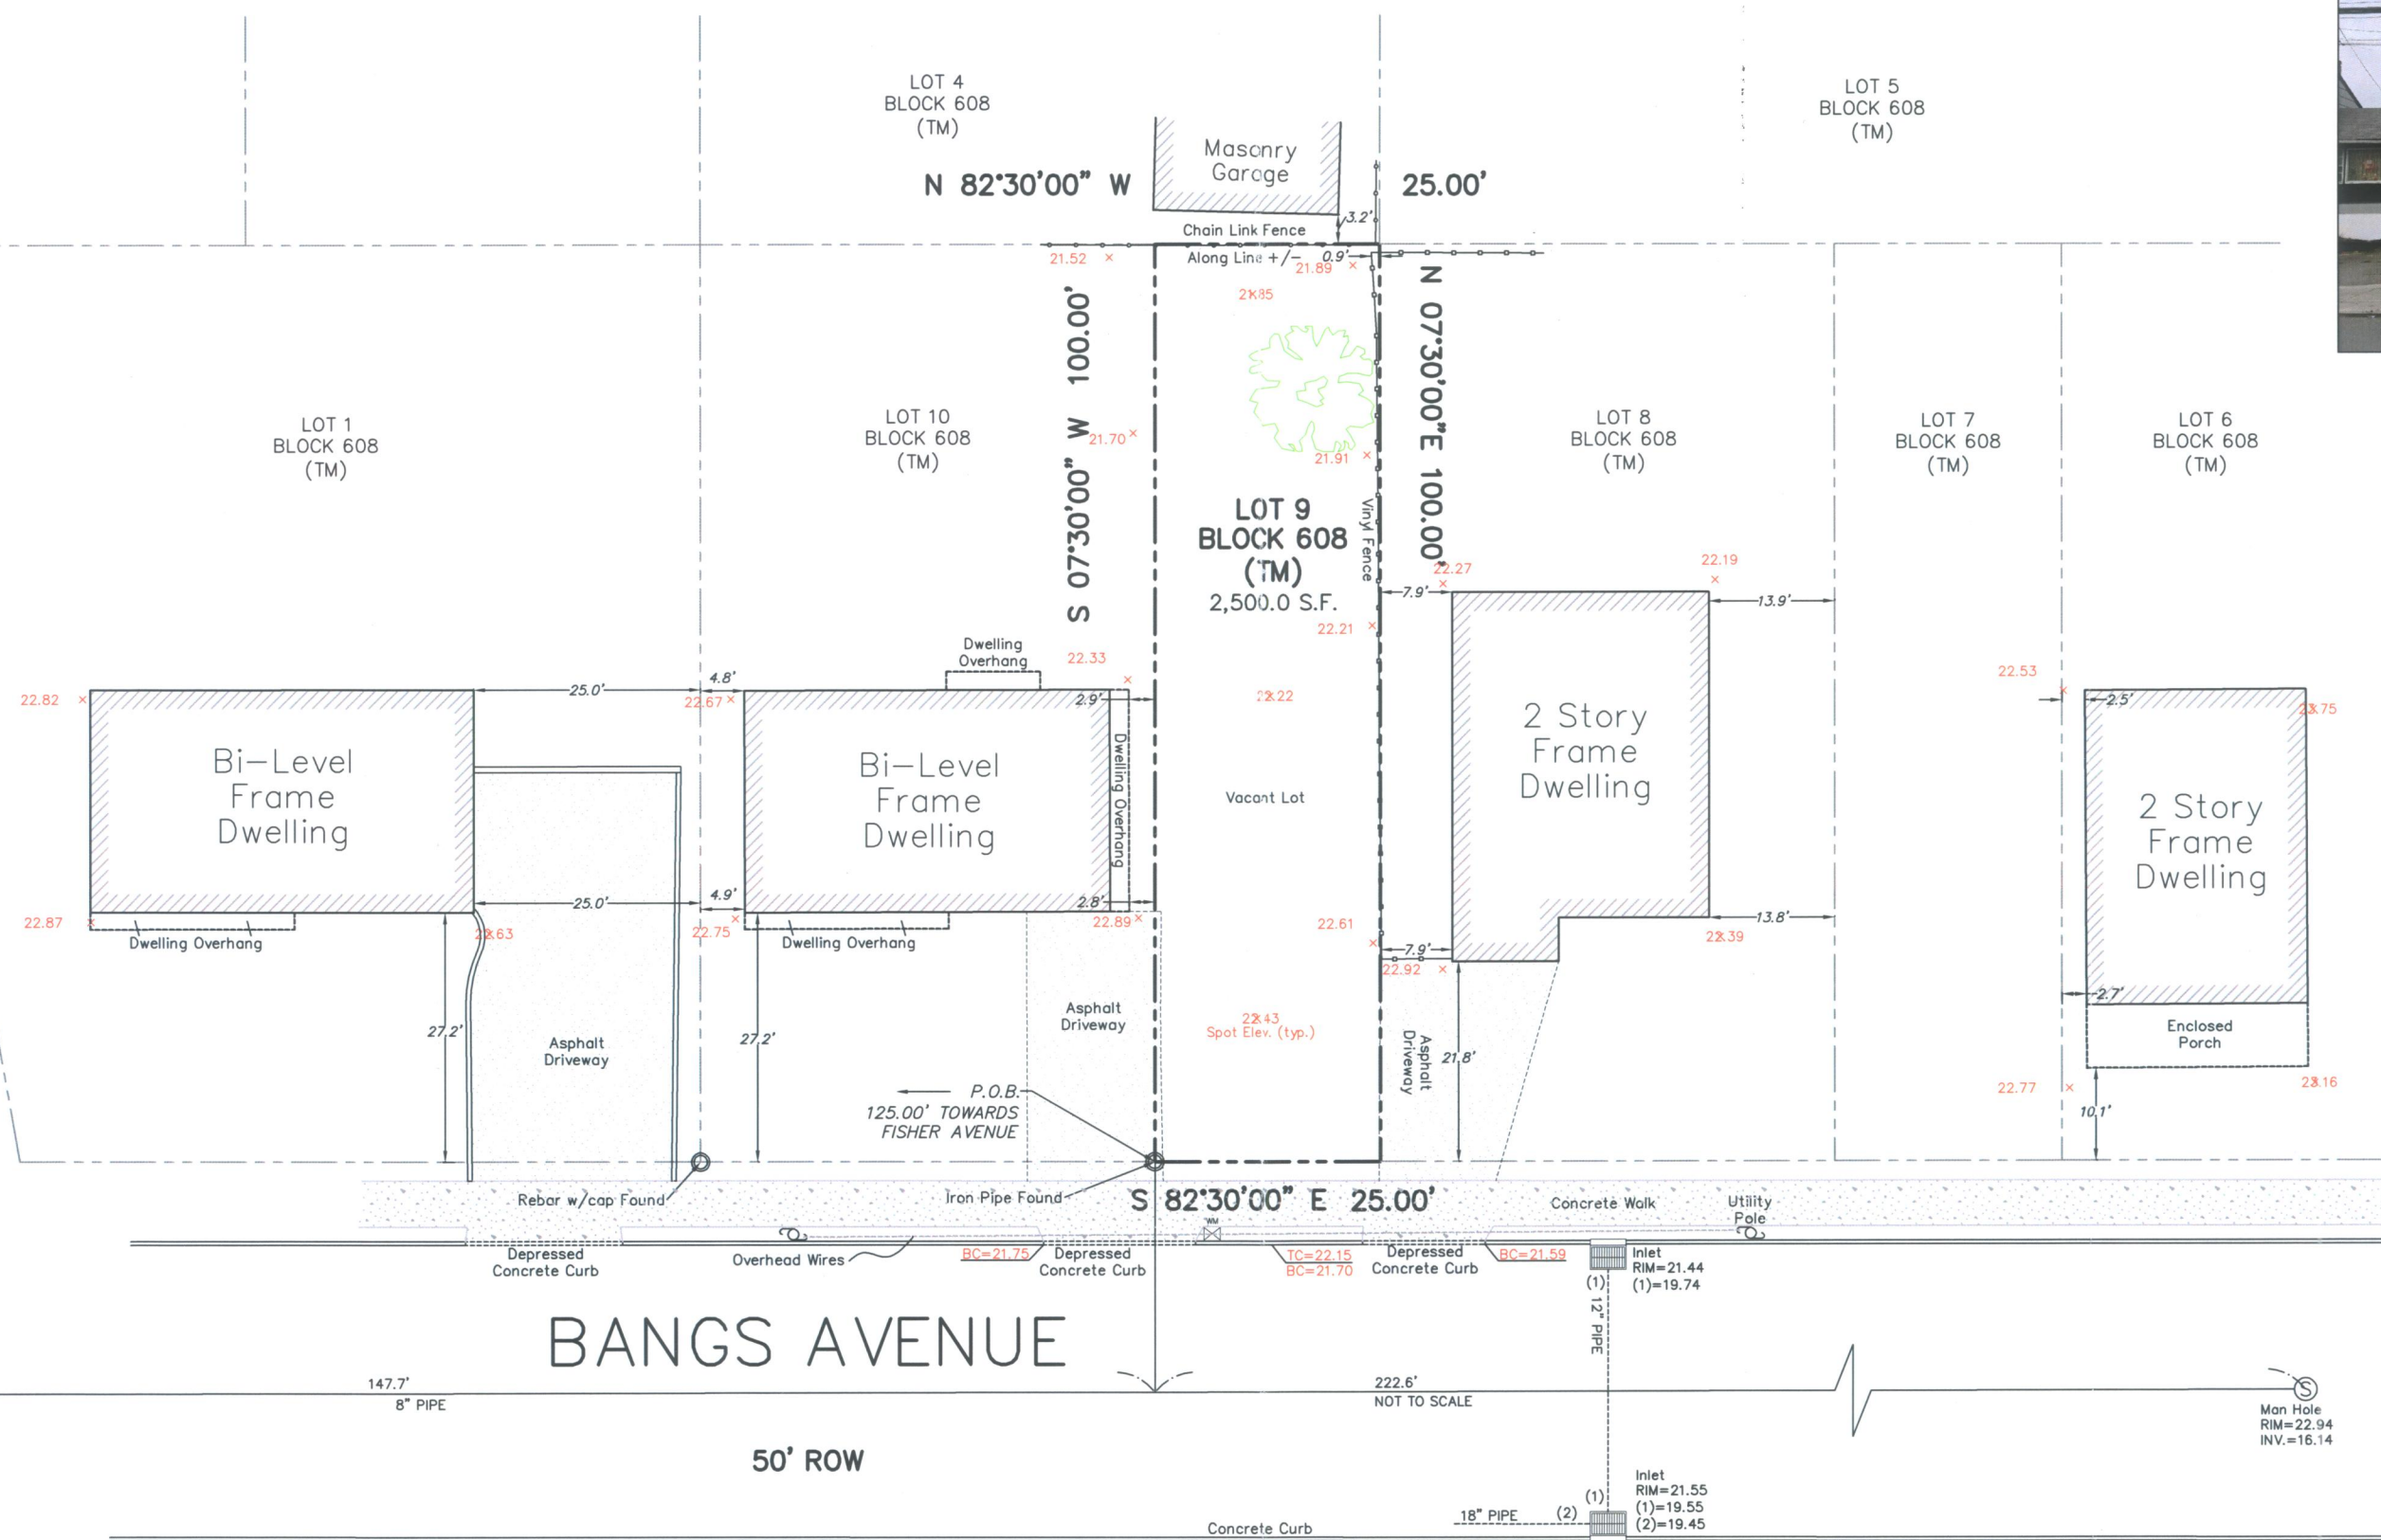 LOT 4
BLOCK 608
(TM)
LOT 5
BLOCK 608
(TM)
Masonry
Garage
N 82°30'00" W
25.00'
3.2'
Chain Link Fence
Along Line +/-
0.9'
21.52
21.89
21.85
S 07°30'00" W 100.00'
N 07°30'00"E 100.00'
LOT 1
BLOCK 608
(TM)
LOT 10
BLOCK 608
(TM)
21.70
21.91
LOT 8
BLOCK 608
(TM)
LOT 7
BLOCK 608
(TM)
LOT 6
BLOCK 608
(TM)
LOT 9
BLOCK 608
(TM)
2,500.0 S.F.
Vinyl Fence
22.27
22.19
7.9'
13.9'
22.21
Dwelling
Overhang
22.33
22.53
22.82
25.0'
4.8'
22.67
2.9'
22.22
2.5'
Bi-Level
Frame
Dwelling
Bi-Level
Frame
Dwelling
Dwelling Overhang
Vacant Lot
2 Story
Frame
Dwelling
2 Story
Frame
Dwelling
22.87
25.0'
4.9'
2.8'
22.89
22.61
13.8'
Dwelling Overhang
22.75
Dwelling Overhang
7.9'
22.92
22.39
2.7'
27.2'
Asphalt
Driveway
27.2'
Asphalt
Driveway
22.43
Spot Elev. (typ.)
Asphalt
Driveway
21.8'
Enclosed
Porch
22.77
10.1'
P.O.B.
125.00' TOWARDS
FISHER AVENUE
Rebar w/cap Found
Iron Pipe Found
S 82°30'00" E 25.00'
Concrete Walk
Utility
Pole
WM
Depressed
Concrete Curb
Overhead Wires
BC=21.75
Depressed
Concrete Curb
TC=22.15
BC=21.70
Depressed
Concrete Curb
BC=21.59
Inlet
RIM=21.44
(1)=19.74
(1)
12" PIPE
BANGS AVENUE
147.7'
8" PIPE
222.6'
NOT TO SCALE
S
Man Hole
RIM=22.94
INV.=16.14
50' ROW
Inlet
RIM=21.55
(1)=19.55
(2)=19.45
(1)
18" PIPE
(2)
Concrete Curb